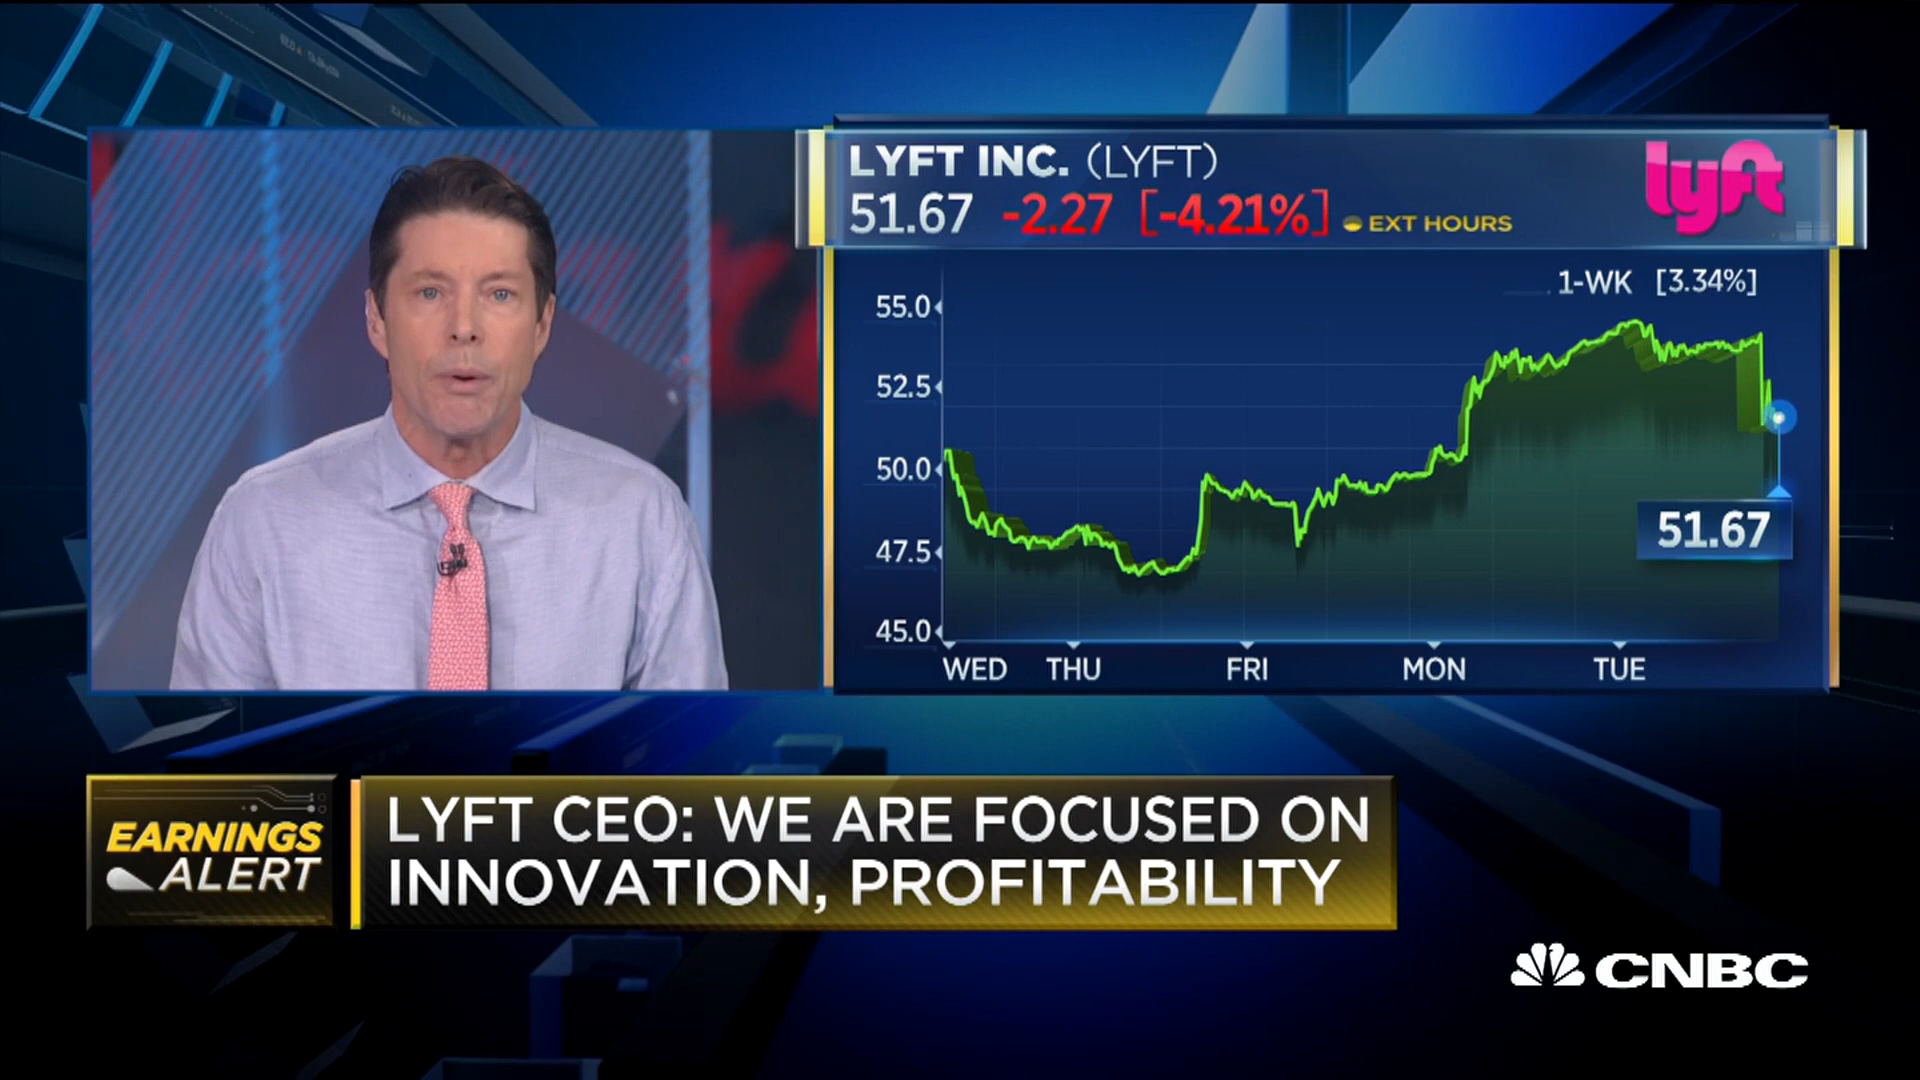 LYFT INC. (LYFT)
51.67 -2.27 [-4.21%] EXT HOURS
lyft
1-WK [3.34%]
55.0
52.5
50.0
47.5
45.0
51.67
WED THU FRI MON TUE
EARNINGS
ALERT
LYFT CEO: WE ARE FOCUSED ON
INNOVATION, PROFITABILITY
CNBC